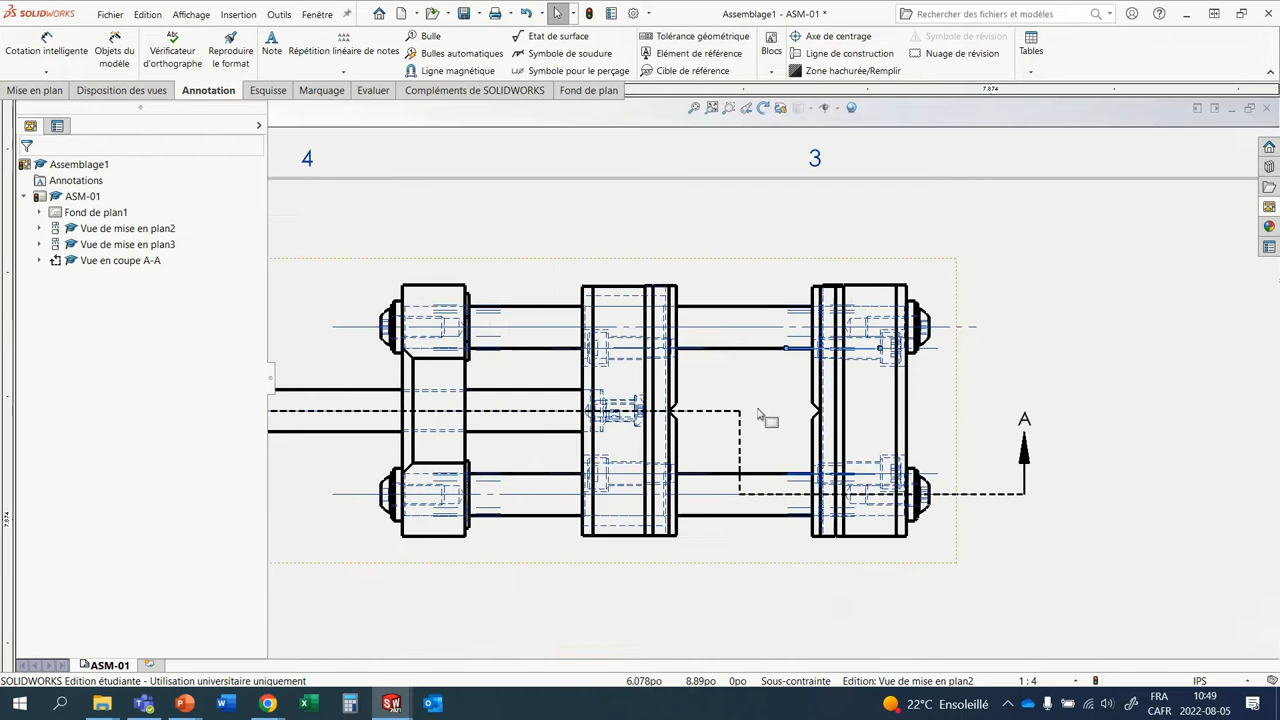 SOLIDWORKS
Fichier Edition Affichage Insertion Outils Fenêtre
Assemblage1 - ASM-01 *
Rechercher des fichiers et modèles
Cotation intelligente
Objets du modèle
Vérificateur d'orthographe
Reproduire le format
Note
Répétition linéaire de notes
Bulle
Bulles automatiques
Ligne magnétique
Etat de surface
Symbole de soudure
Symbole pour le perçage
Tolérance géométrique
Elément de référence
Cible de référence
Blocs
Axe de centrage
Ligne de construction
Zone hachurée/Remplir
Symbole de révision
Nuage de révision
Tables
Mise en plan Disposition des vues Annotation Esquisse Marquage Evaluer Compléments de SOLIDWORKS Fond de plan
7.874
4 3
Assemblage1
Annotations
ASM-01
Fond de plan1
Vue de mise en plan2
Vue de mise en plan3
Vue en coupe A-A
A
7.874
ASM-01
SOLIDWORKS Edition étudiante - Utilisation universitaire uniquement
6.078po 8.89po 0po Sous-contrainte Edition: Vue de mise en plan2 1 : 4 IPS
22°C Ensoleillé
FRA
CAFR
10:49
2022-08-05